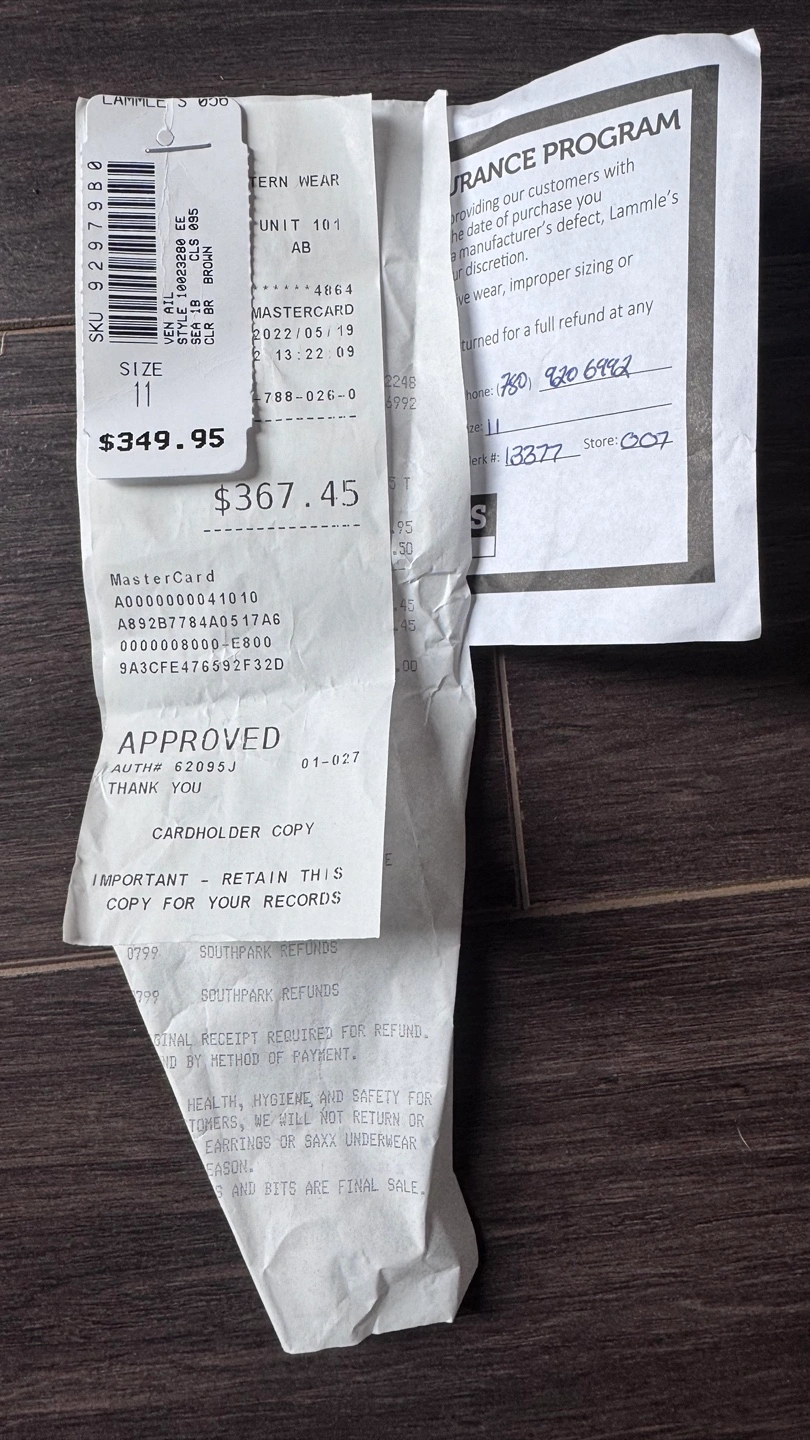 LAMMLE'S 056
SKU 929979B0
VEN AIL
STYLE 10023280 EE
SEA 1B CLS 095
CLR BR BROWN
SIZE
11
$349.95
TERN WEAR
UNIT 101
AB
*****4864
MASTERCARD
2022/05/19
2 13:22:09
-788-026-0
$367.45
MasterCard
A0000000041010
A892B7784A0517A6
0000008000-E800
9A3CFE476592F32D
APPROVED
AUTH# 62095J 01-027
THANK YOU
CARDHOLDER COPY
IMPORTANT - RETAIN THIS
COPY FOR YOUR RECORDS
2248
6992
T
.95
.50
.45
.45
.00
E
0799 SOUTHPARK REFUNDS
799 SOUTHPARK REFUNDS
GINAL RECEIPT REQUIRED FOR REFUND.
ND BY METHOD OF PAYMENT.
HEALTH, HYGIENE AND SAFETY FOR
TOMERS, WE WILL NOT RETURN OR
EARRINGS OR SAXX UNDERWEAR
EASON.
S AND BITS ARE FINAL SALE.
URANCE PROGRAM
providing our customers with
he date of purchase you
a manufacturer's defect, Lammle's
ur discretion.
ve wear, improper sizing or
turned for a full refund at any
hone: (780) 920 6992
ze: 11
lerk #: 13377 Store: 007
S